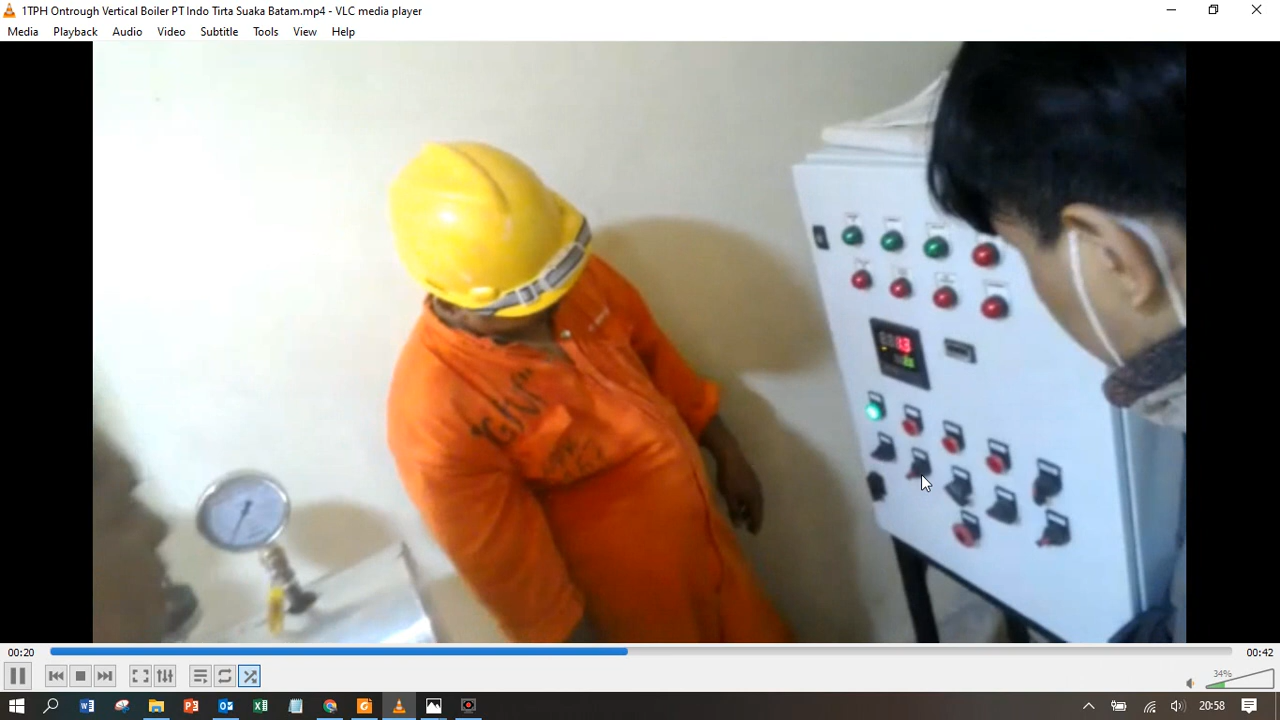 1TPH Ontrough Vertical Boiler PT Indo Tirta Suaka Batam.mp4 - VLC media player
Media Playback Audio Video Subtitle Tools View Help
00:20
00:42
34%
20:58